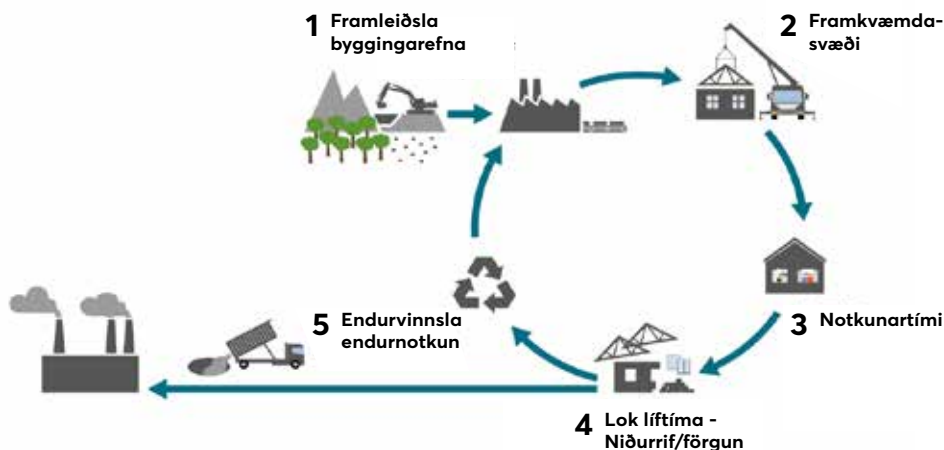 1 Framleiðsla
byggingarefna
2 Framkvæmda-
svæði
3 Notkunartími
4 Lok líftíma -
Niðurrif/förgun
5 Endurvinnsla
endurnotkun